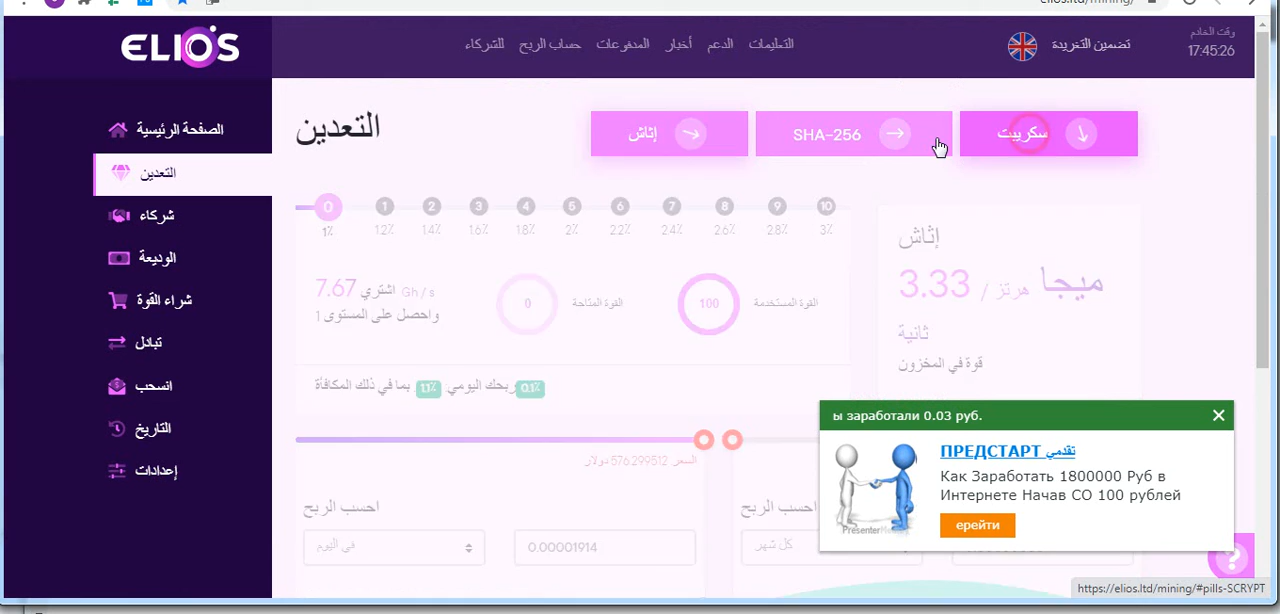 elios.ltd/mining/
ELIOS
التعليمات
الدعم
أخبار
المدفوعات
حساب الربح
للشركاء
تضمين التغريدة
وقت الخادم
17:45:26
الصفحة الرئيسية
التعدين
شركاء
الوديعة
شراء القوة
تبادل
انسحب
التاريخ
إعدادات
التعدين
سكريبت
SHA-256
إثاش
0 1 2 3 4 5 6 7 8 9 10
1% 1.2% 1.4% 1.6% 1.8% 2% 2.2% 2.4% 2.6% 2.8% 3%
7.67 اشتري Gh / s
واحصل على المستوى 1
0
القوة المتاحة
100
القوة المستخدمة
ربحك اليومي 1.1% بما في ذلك المكافأة 0.1%
إثاش
3.33 ميجا هرتز /
ثانية
قوة في المخزون
السعر 576.299512 دولار
احسب الربح
في اليوم
0.00001914
احسب الربح
كل شهر
ы заработали 0.03 руб.
ПРЕДСТАРТ تقدمي
Как Заработать 1800000 Руб в
Интернете Начав СО 100 рублей
ерейти
Presenter
?
https://elios.ltd/mining/#pills-SCRYPT